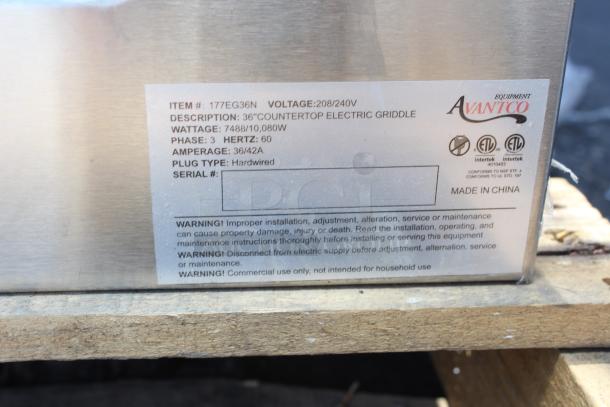 ITEM #: 177EG36N VOLTAGE:208/240V
DESCRIPTION: 36"COUNTERTOP ELECTRIC GRIDDLE
WATTAGE: 7488/10,080W
PHASE: 3 HERTZ: 60
AMPERAGE: 36/42A
PLUG TYPE: Hardwired
SERIAL #:
EQUIPMENT
AVANTCO
ETL ETL
Intertek Intertek
MADE IN CHINA
WARNING! Improper installation, adjustment, alteration, service or maintenance
can cause property damage, injury or death. Read the installation, operating, and
maintenance instructions thoroughly before installing or serving this equipment
WARNING! Disconnect from electric supply before adjustment, alternation, service
or maintenance.
WARNING! Commercial use only, not intended for household use